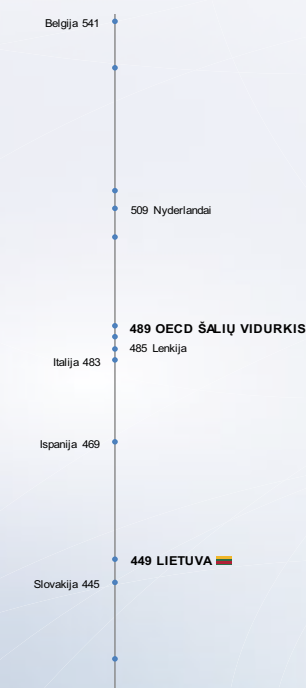 Belgija 541
509 Nyderlandai
489 OECD ŠALIŲ VIDURKIS
485 Lenkija
Italija 483
Ispanija 469
449 LIETUVA
Slovakija 445